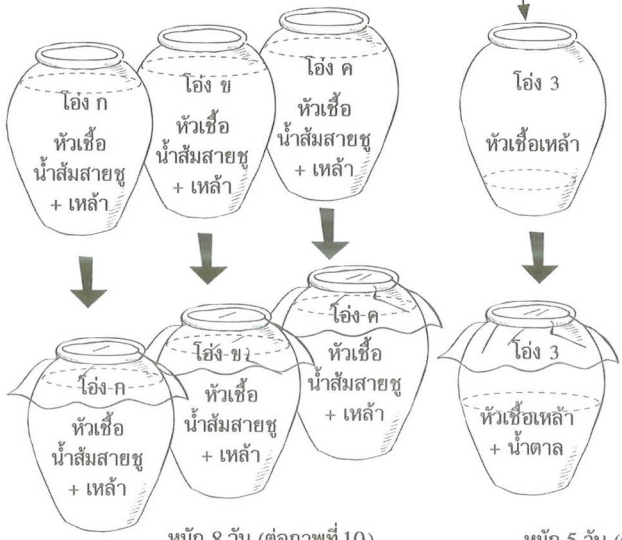 โอ่ง ก
หัวเชื้อ
น้ำส้มสายชู
+ เหล้า
โอ่ง ข
หัวเชื้อ
น้ำส้มสายชู
+ เหล้า
โอ่ง ค
หัวเชื้อ
น้ำส้มสายชู
+ เหล้า
โอ่ง 3
หัวเชื้อเหล้า
โอ่ง ก
หัวเชื้อ
น้ำส้มสายชู
+ เหล้า
โอ่ง ข
หัวเชื้อ
น้ำส้มสายชู
+ เหล้า
โอ่ง ค
หัวเชื้อ
น้ำส้มสายชู
+ เหล้า
โอ่ง 3
หัวเชื้อเหล้า
+ น้ำตาล
หมัก 8 วัน (ต่อภาพที่ 10)
หมัก 5 วัน